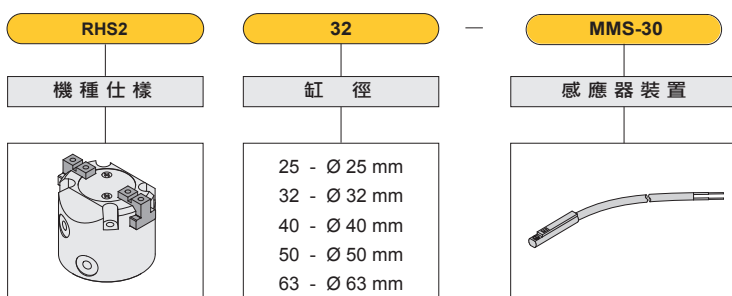 RHS2 32 — MMS-30
機種仕様 缸徑 感應器裝置
25 - Ø 25 mm
32 - Ø 32 mm
40 - Ø 40 mm
50 - Ø 50 mm
63 - Ø 63 mm